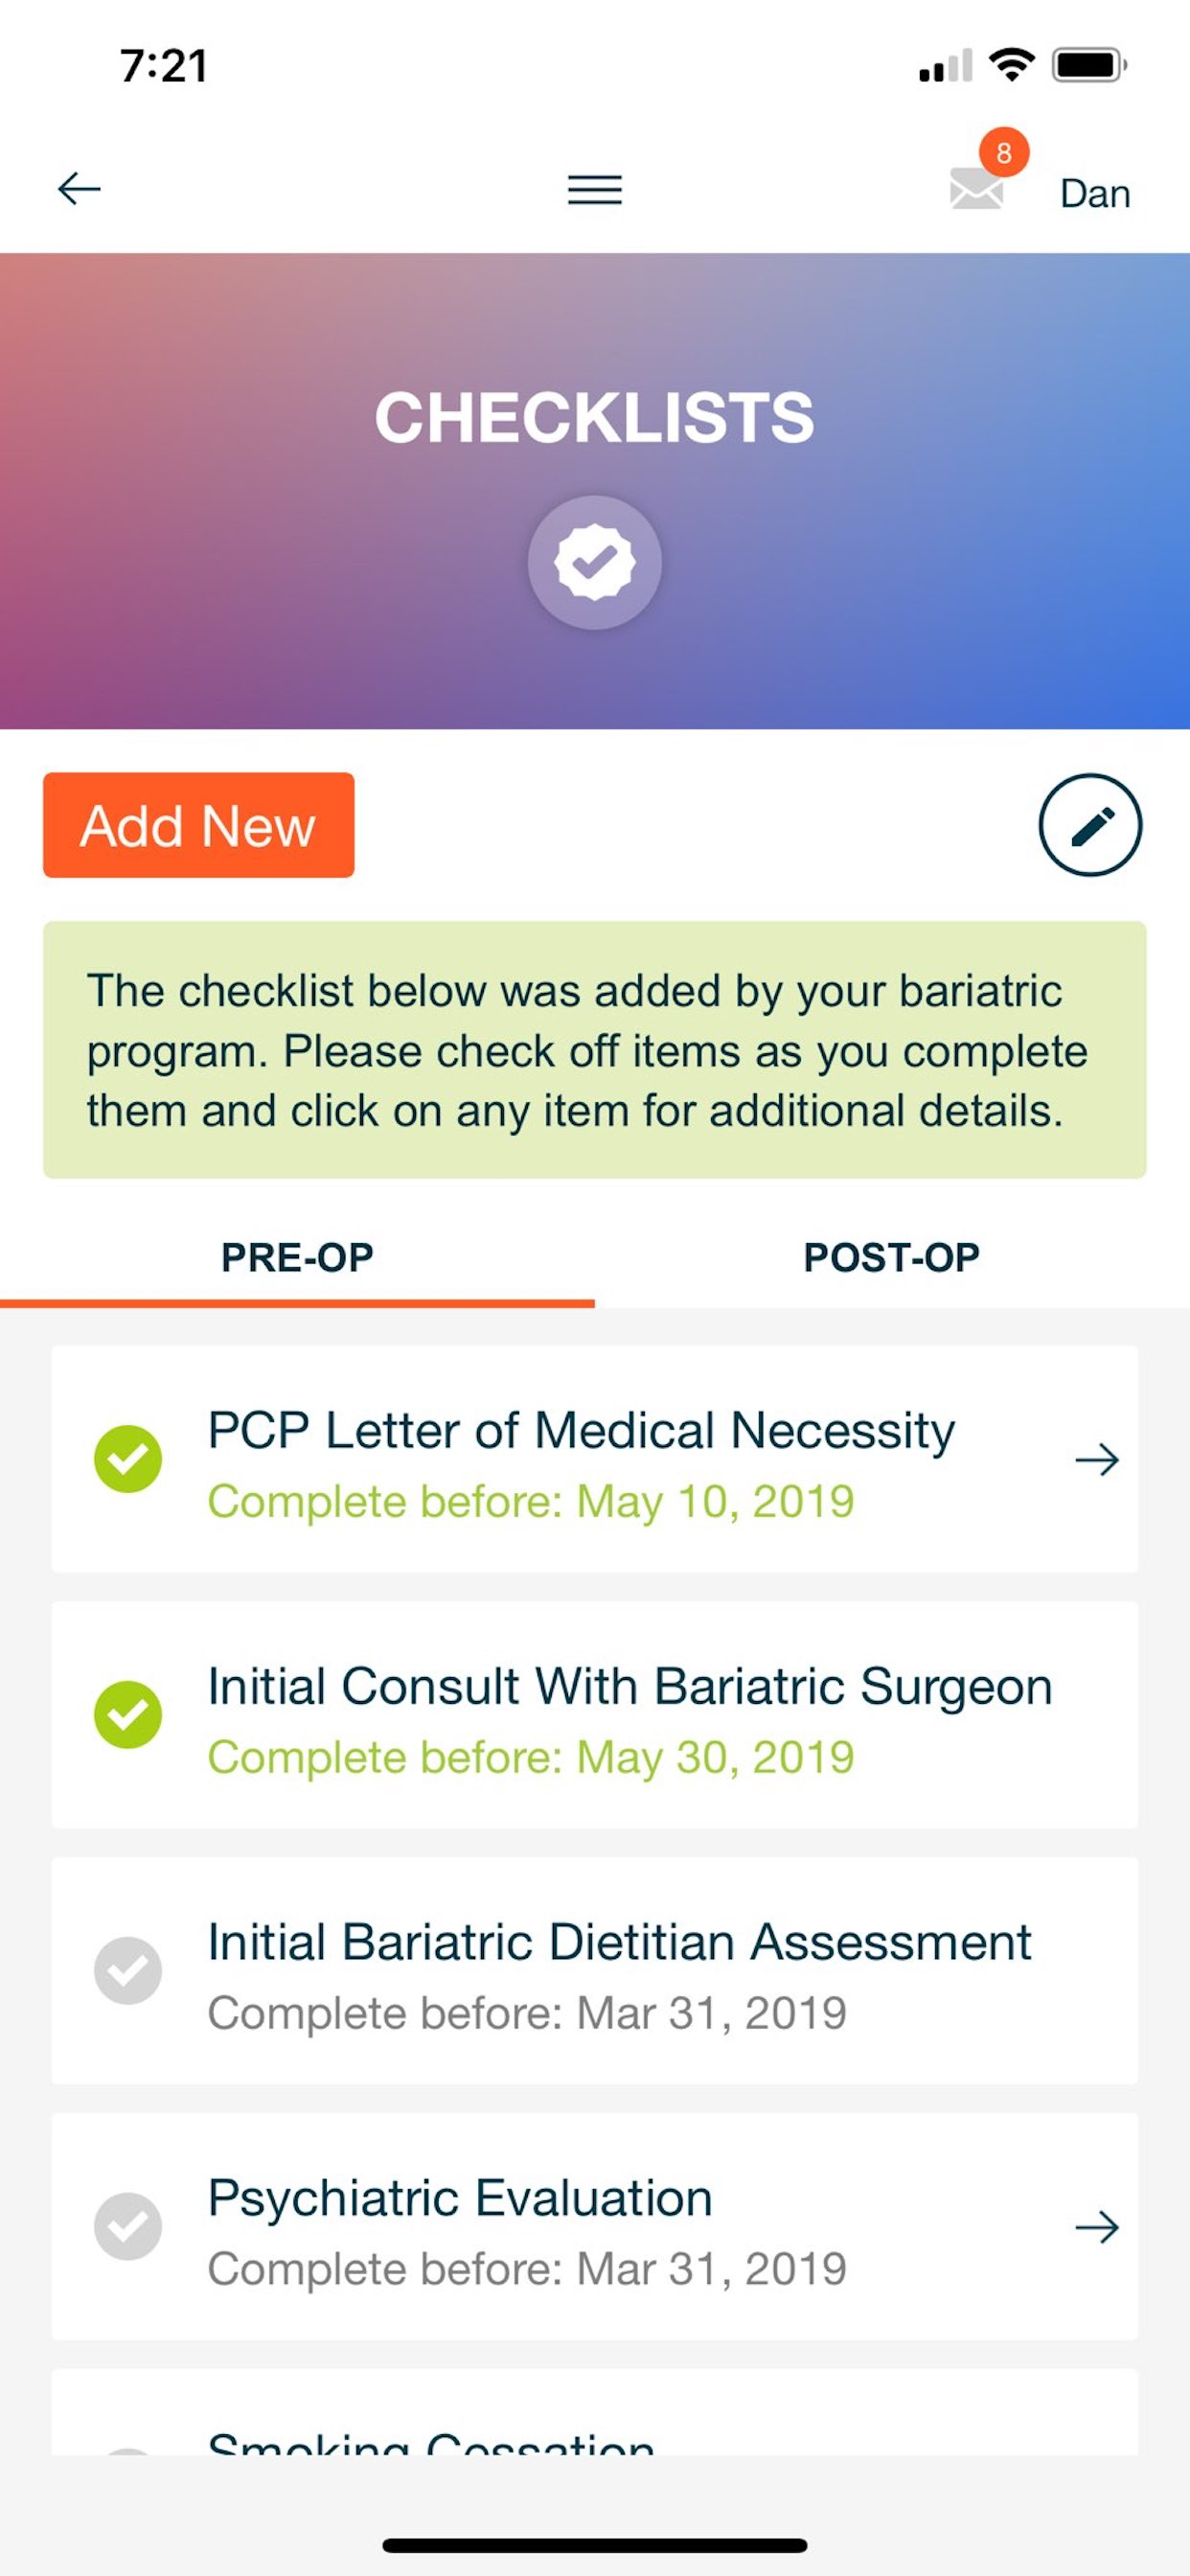 7:21
8
Dan
CHECKLISTS
Add New
The checklist below was added by your bariatric
program. Please check off items as you complete
them and click on any item for additional details.
PRE-OP
POST-OP
PCP Letter of Medical Necessity
Complete before: May 10, 2019
Initial Consult With Bariatric Surgeon
Complete before: May 30, 2019
Initial Bariatric Dietitian Assessment
Complete before: Mar 31, 2019
Psychiatric Evaluation
Complete before: Mar 31, 2019
Smoking Cessation